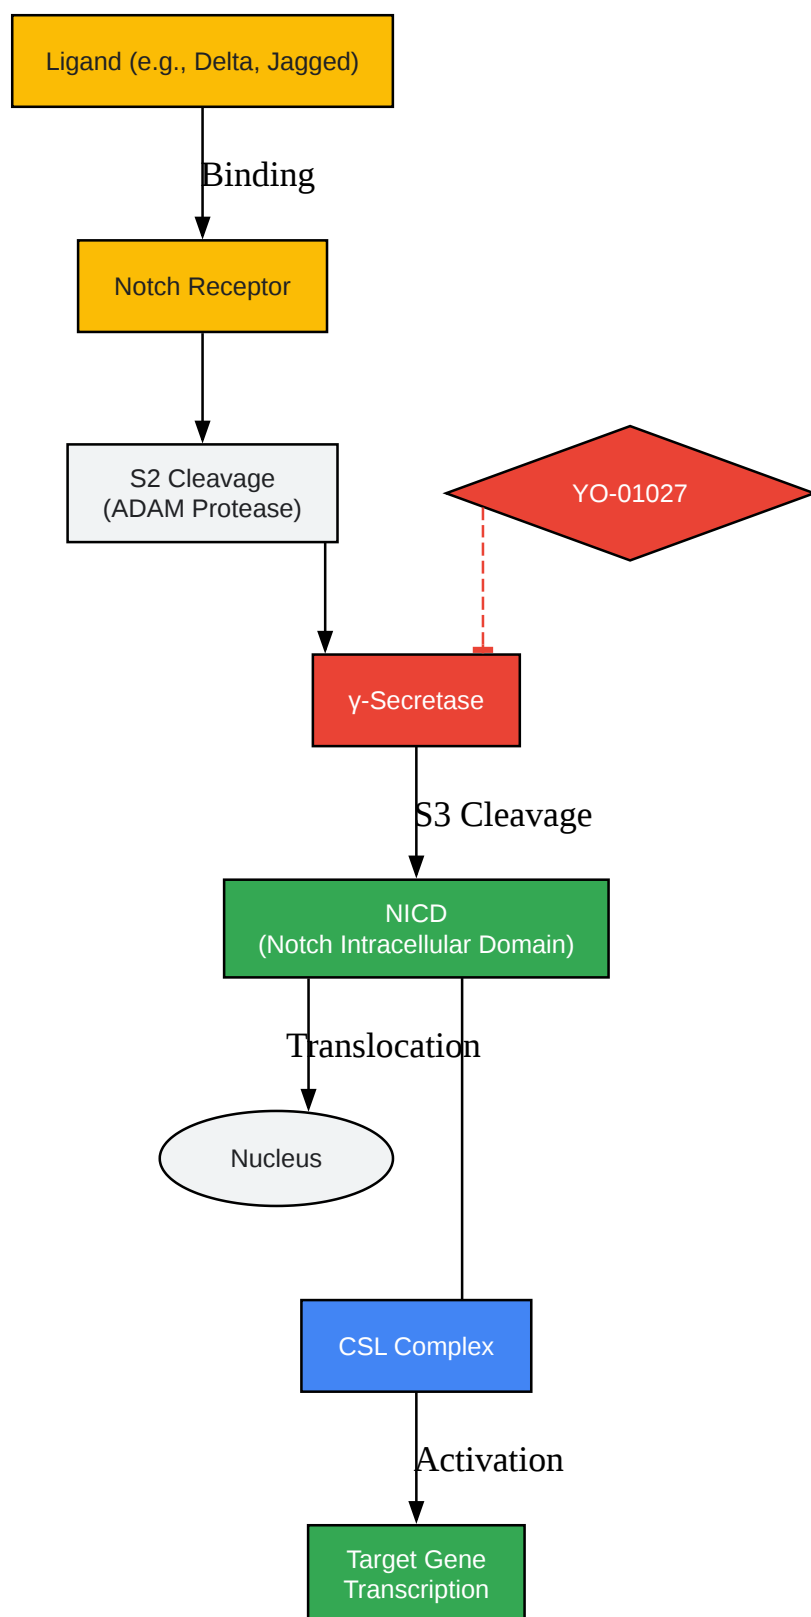 Ligand (e.g., Delta, Jagged)
Binding
Notch Receptor
S2 Cleavage
(ADAM Protease)
YO-01027
γ-Secretase
S3 Cleavage
NICD
(Notch Intracellular Domain)
Translocation
Nucleus
CSL Complex
Activation
Target Gene
Transcription